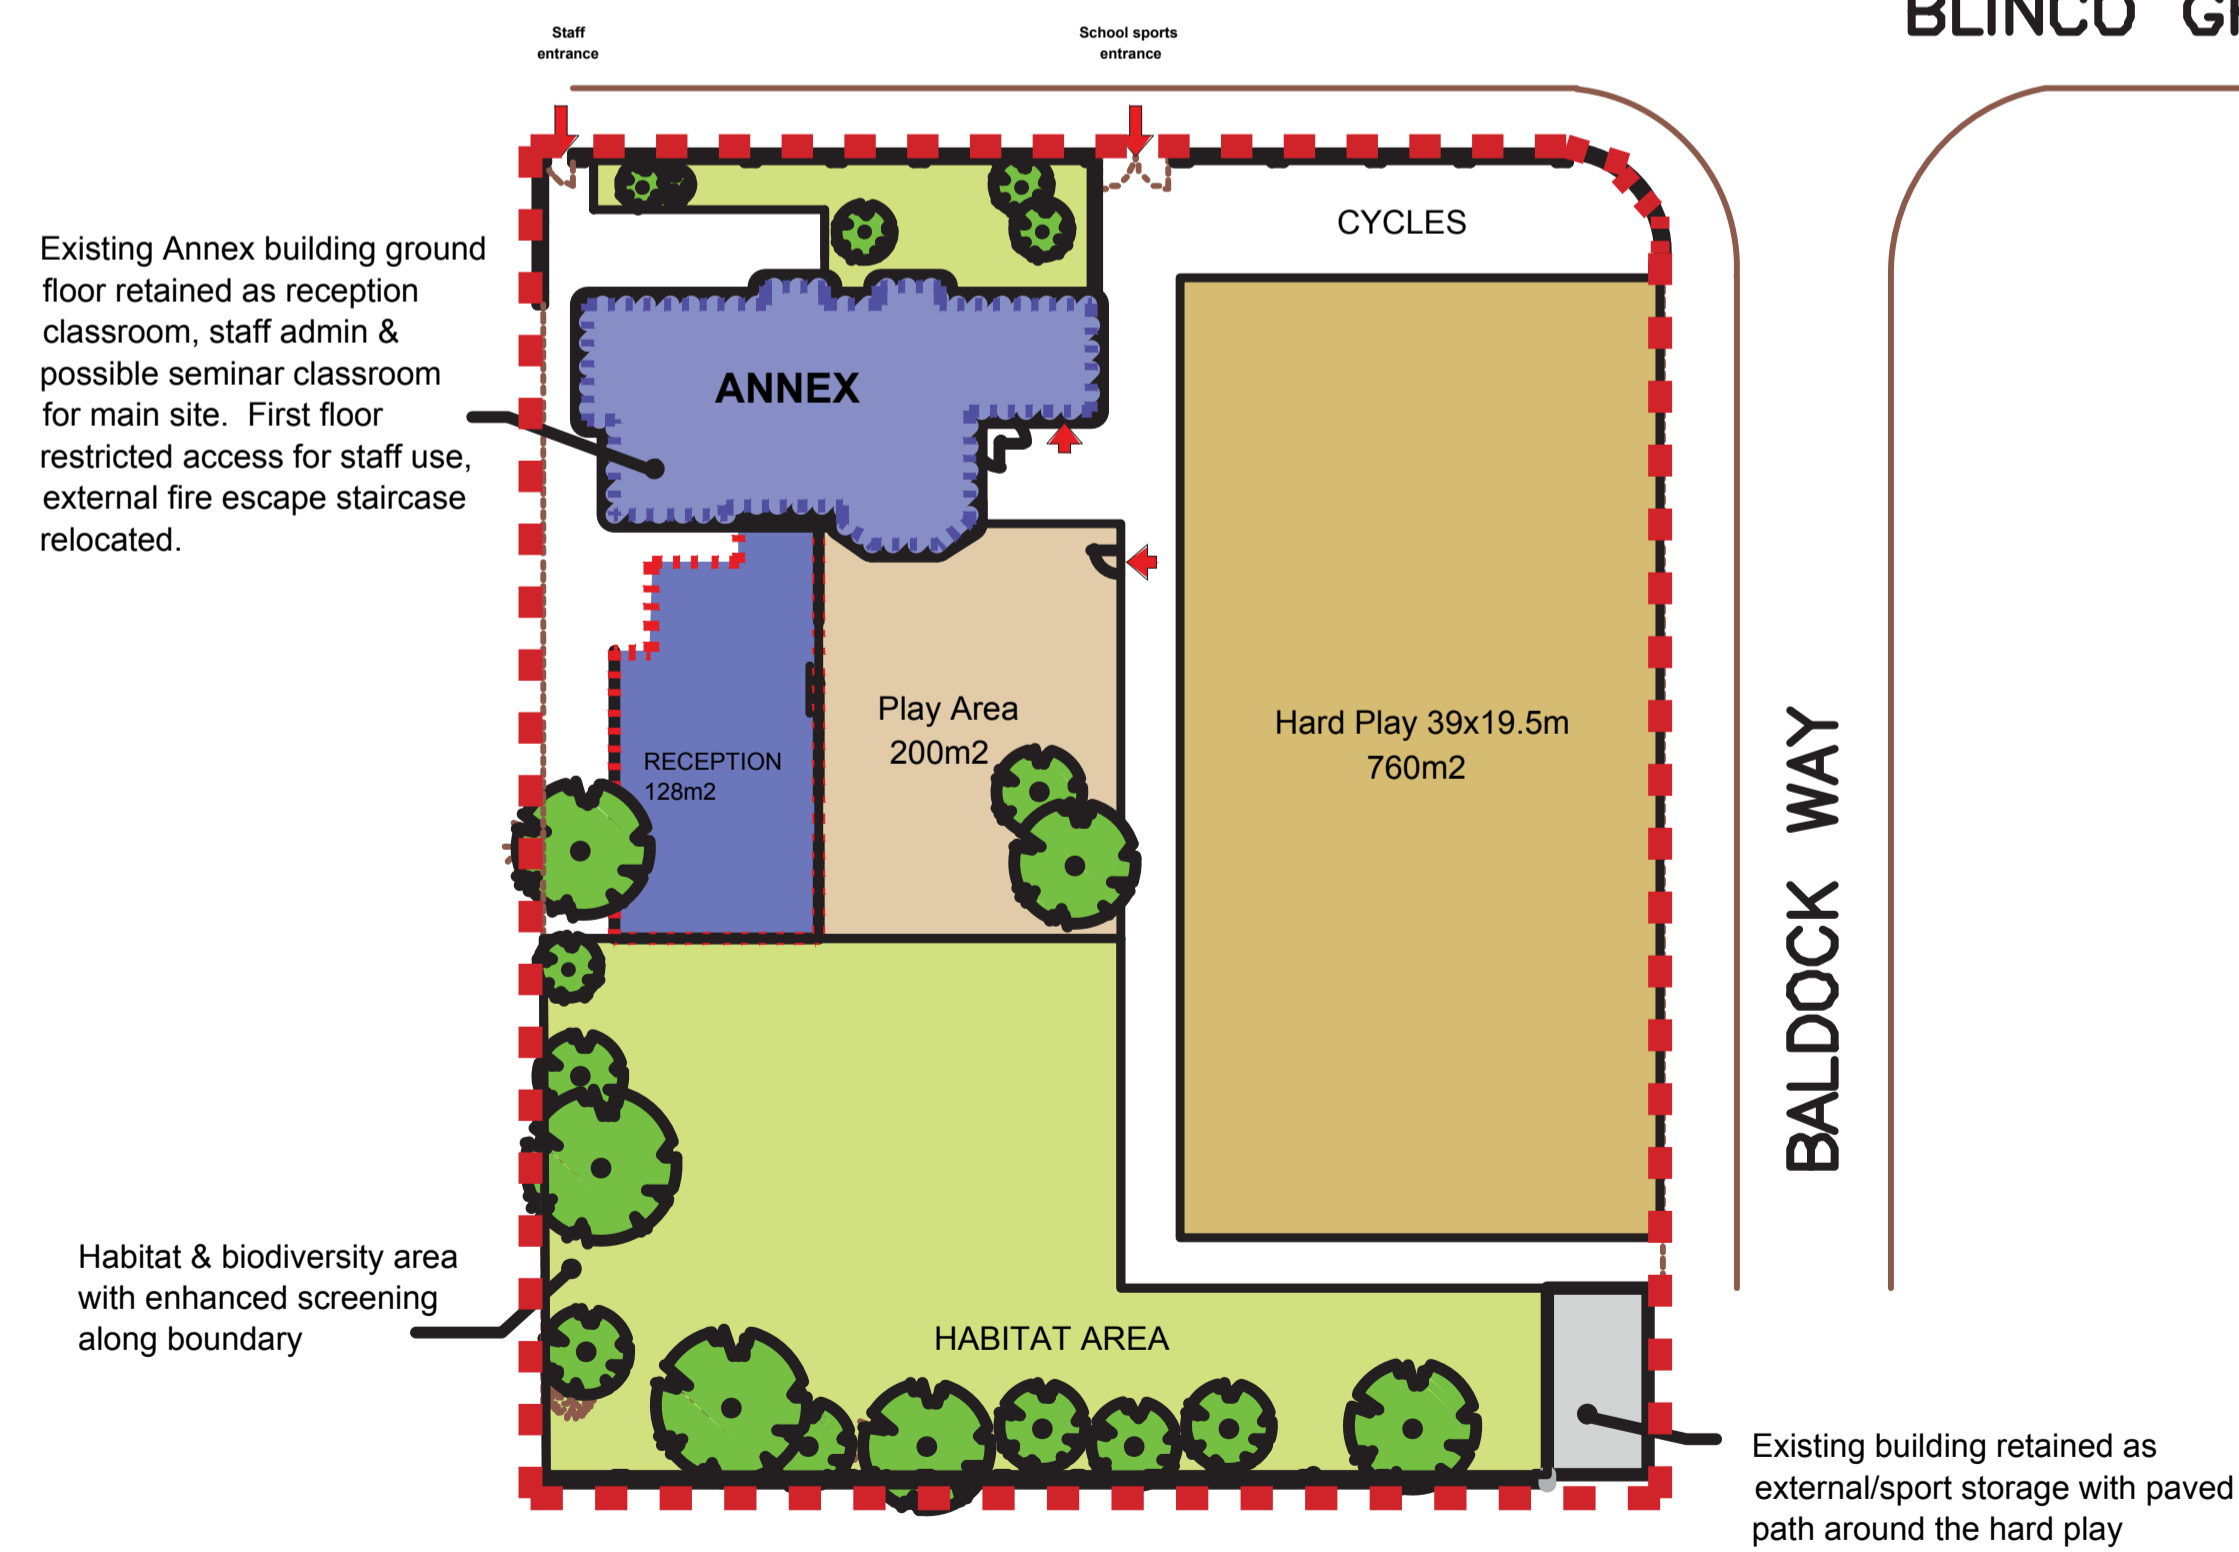 BLINCO
Staff
entrance
School sports
entrance
CYCLES
Existing Annex building ground
floor retained as reception
classroom, staff admin &
possible seminar classroom
for main site. First floor
restricted access for staff use,
external fire escape staircase
relocated.
ANNEX
Play Area
200m2
RECEPTION
128m2
Hard Play 39x19.5m
760m2
BALDOCK WAY
Habitat & biodiversity area
with enhanced screening
along boundary
HABITAT AREA
Existing building retained as
external/sport storage with paved
path around the hard play